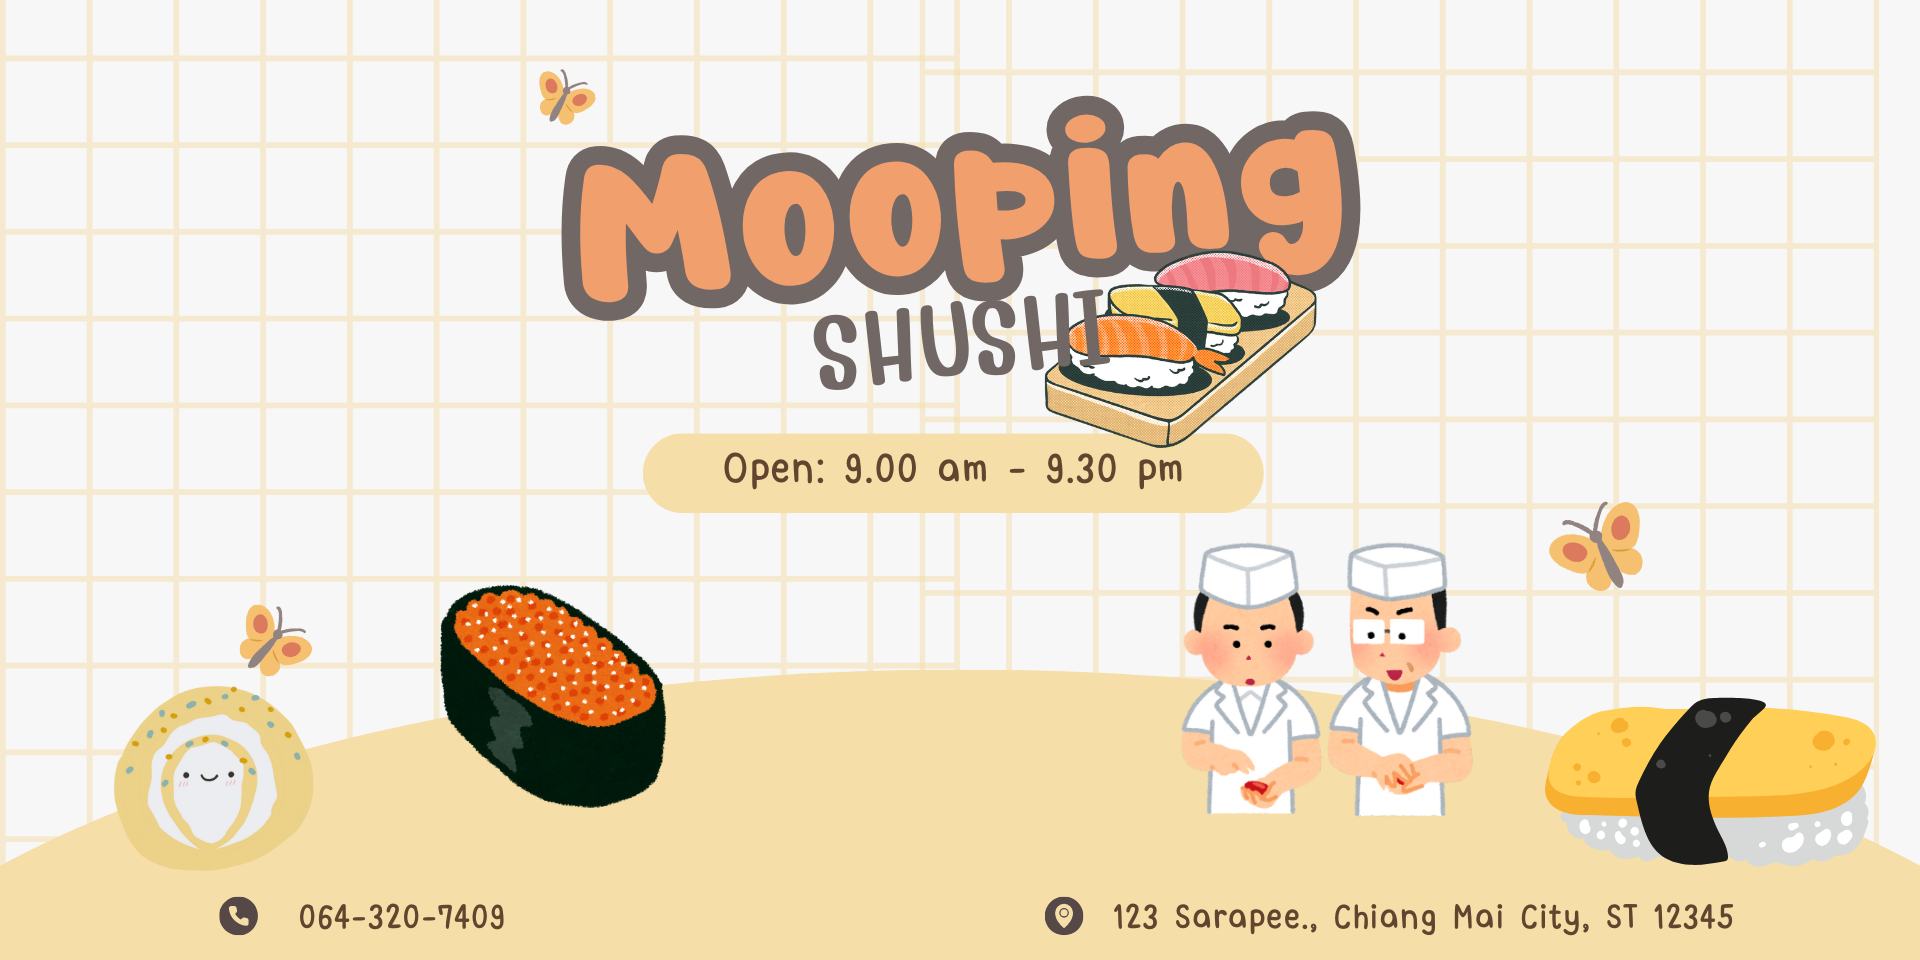 Mooping
SHUSHI
Open: 9.00 am - 9.30 pm
064-320-7409
123 Sarapee., Chiang Mai City, ST 12345